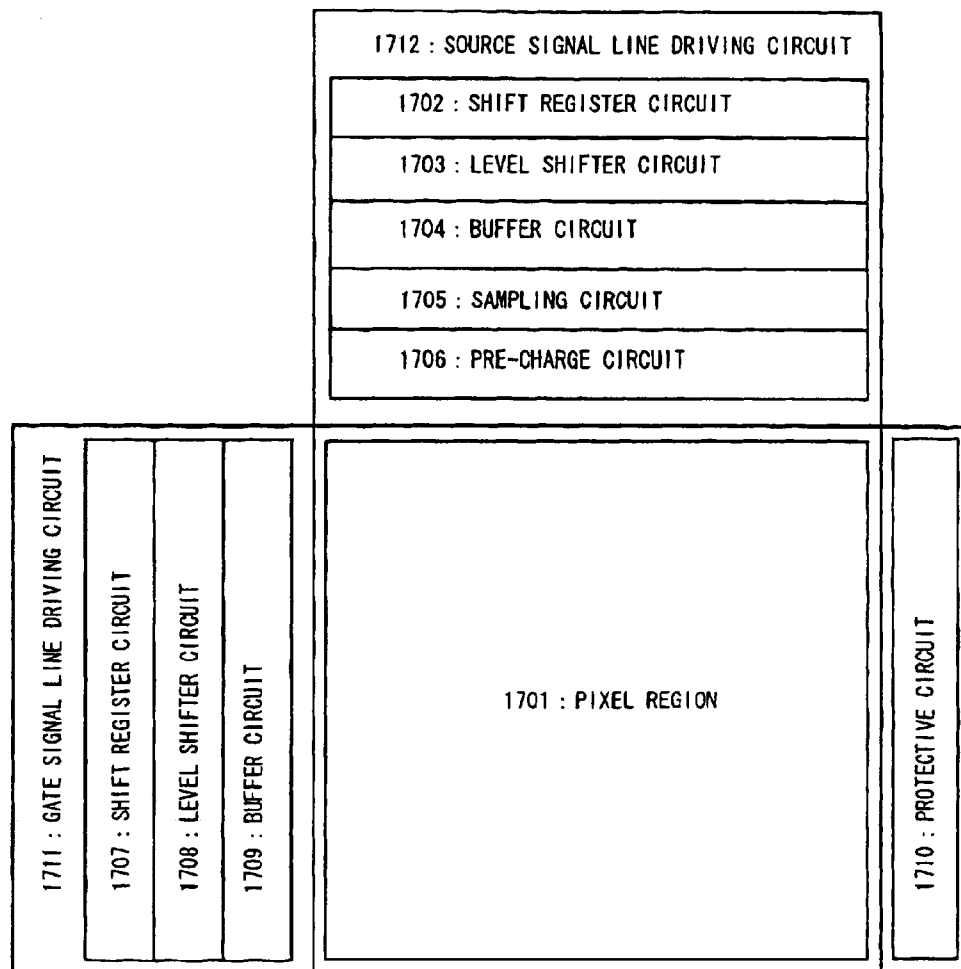 1712 : SOURCE SIGNAL LINE DRIVING CIRCUIT
1702 : SHIFT REGISTER CIRCUIT
1703 : LEVEL SHIFTER CIRCUIT
1704 : BUFFER CIRCUIT
1705 : SAMPLING CIRCUIT
1706 : PRE-CHARGE CIRCUIT
1711 : GATE SIGNAL LINE DRIVING CIRCUIT
1707 : SHIFT REGISTER CIRCUIT
1708 : LEVEL SHIFTER CIRCUIT
1709 : BUFFER CIRCUIT
1701 : PIXEL REGION
1710 : PROTECTIVE CIRCUIT